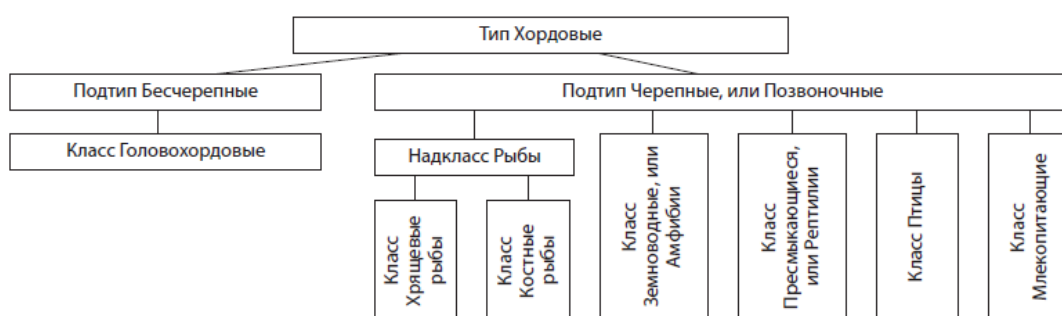 Тип Хордовые
Подтип Бесчерепные
Подтип Черепные, или Позвоночные
Класс Головохордовые
Надкласс Рыбы
Класс
Хрящевые
рыбы
Класс
Костные
рыбы
Класс
Земноводные, или
Амфибии
Класс
Пресмыкающиеся,
или Рептилии
Класс Птицы
Класс
Млекопитающие